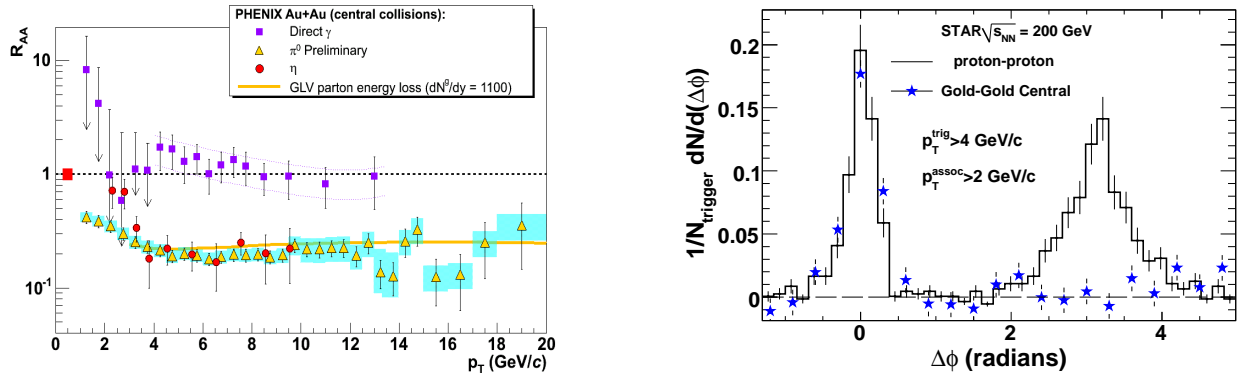 PHENIX Au+Au (central collisions):
Direct γ
π⁰ Preliminary
η
GLV parton energy loss (dNᵍ/dy = 1100)
R_AA
10
1
10⁻¹
0 2 4 6 8 10 12 14 16 18 20
p_T (GeV/c)
STAR √s_NN = 200 GeV
proton-proton
Gold-Gold Central
p_T^trig>4 GeV/c
p_T^assoc>2 GeV/c
1/N_trigger dN/d(Δϕ)
0.2
0.15
0.1
0.05
0
0 2 4
Δϕ (radians)